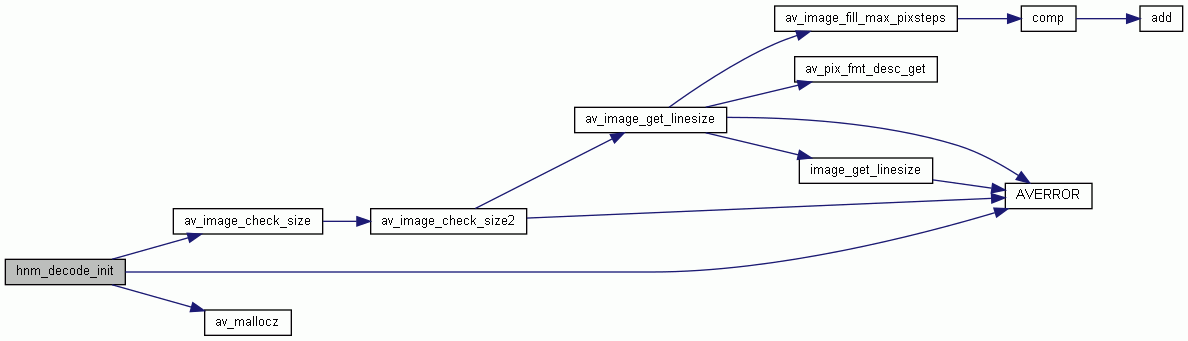 av_image_fill_max_pixsteps
comp
add
av_pix_fmt_desc_get
av_image_get_linesize
image_get_linesize
AVERROR
av_image_check_size
av_image_check_size2
hnm_decode_init
av_mallocz